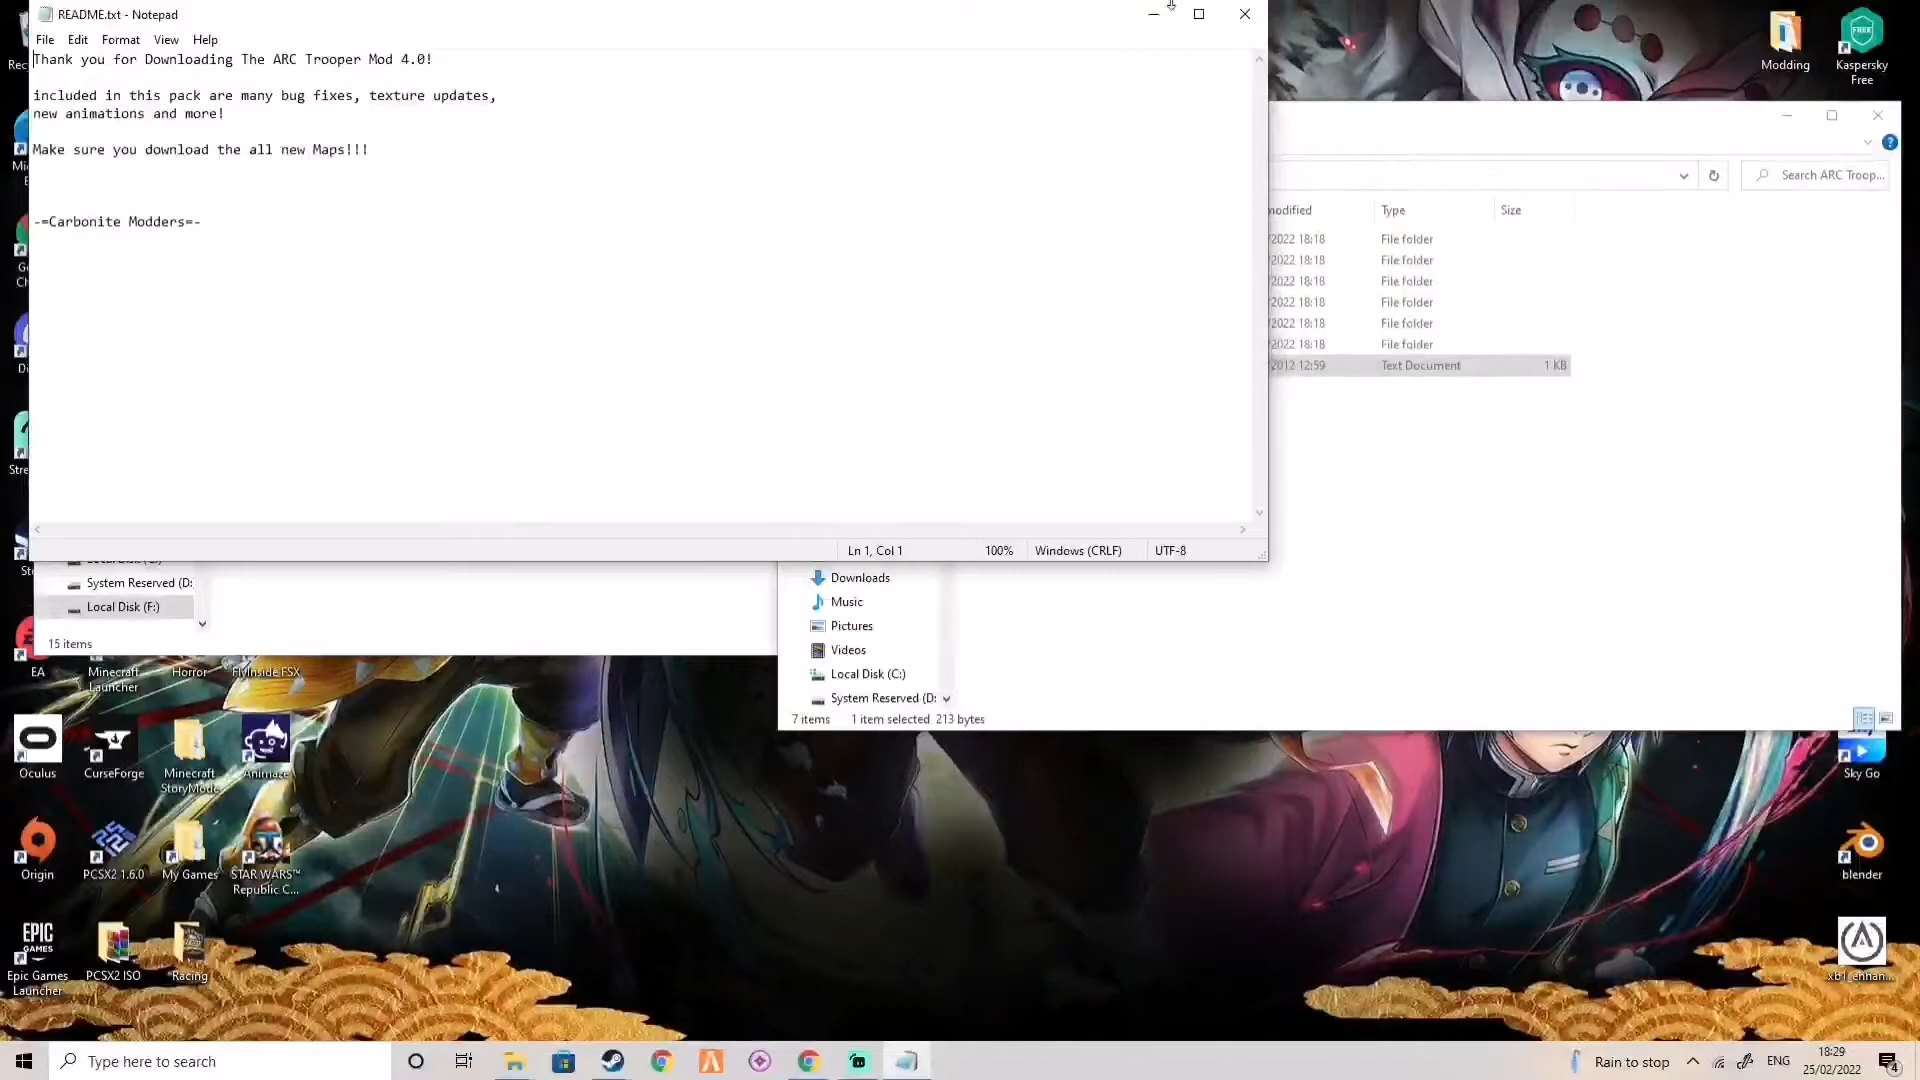 README.txt - Notepad
File Edit Format View Help
Thank you for Downloading The ARC Trooper Mod 4.0!
included in this pack are many bug fixes, texture updates,
new animations and more!
Make sure you download the all new Maps!!!
-=Carbonite Modders=-
Ln 1, Col 1 100% Windows (CRLF) UTF-8
Search ARC Troop...
Type Size
/2022 18:18 File folder
/2022 18:18 File folder
/2022 18:18 File folder
/2022 18:18 File folder
/2022 18:18 File folder
/2022 18:18 File folder
/2012 12:59 Text Document 1 KB
System Reserved (D:
Local Disk (F:)
15 items
Downloads
Music
Pictures
Videos
Local Disk (C:)
System Reserved (D:
7 items 1 item selected 213 bytes
Modding
FREE
Kaspersky
Free
EA
Minecraft
Launcher
Horror
FlyInside FSX
Oculus
CurseForge
Minecraft
StoryMode
Animaze
Origin
PCSX2 1.6.0
My Games
STAR WARS™
Republic C...
EPIC
GAMES
Epic Games
Launcher
PCSX2 ISO
Racing
Sky Go
blender
xb1_enhan...
Type here to search
Rain to stop
ENG
18:29
25/02/2022
4